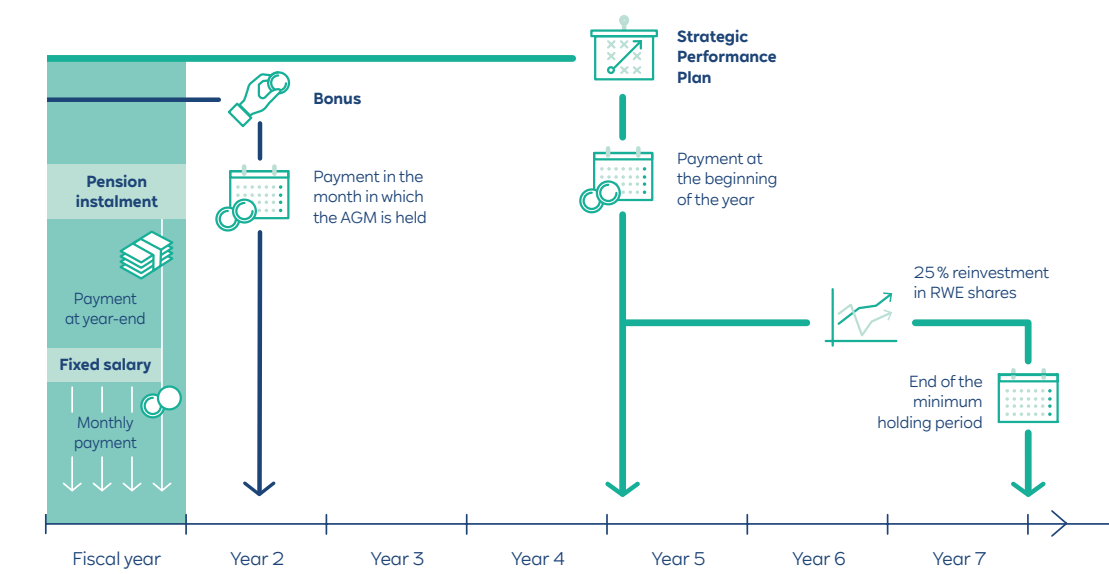 Strategic
Performance
Plan
Bonus
Payment at
the beginning
of the year
Pension
instalment
Payment in the
month in which
the AGM is held
25 % reinvestment
in RWE shares
Payment
at year-end
Fixed salary
End of the
minimum
holding period
Monthly
payment
Fiscal year
Year 2
Year 3
Year 4
Year 5
Year 6
Year 7